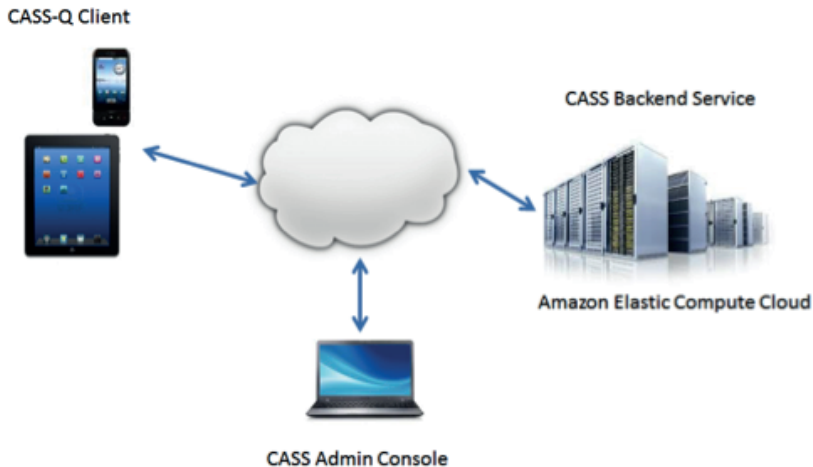 CASS-Q Client
CASS Backend Service
Amazon Elastic Compute Cloud
CASS Admin Console